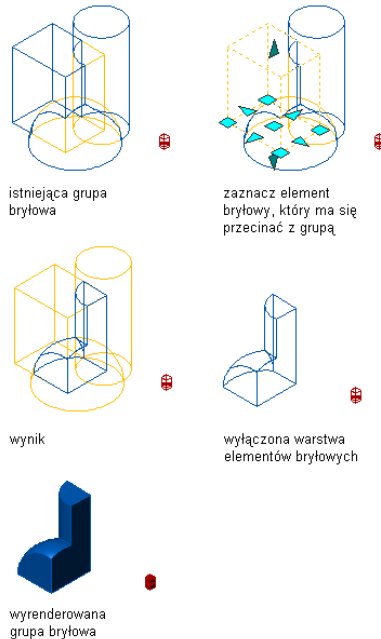 istniejąca grupa
bryłowa
zaznacz element
bryłowy, który ma się
przecinać z grupą
wynik
wyłączona warstwa
elementów bryłowych
wyrenderowana
grupa bryłowa